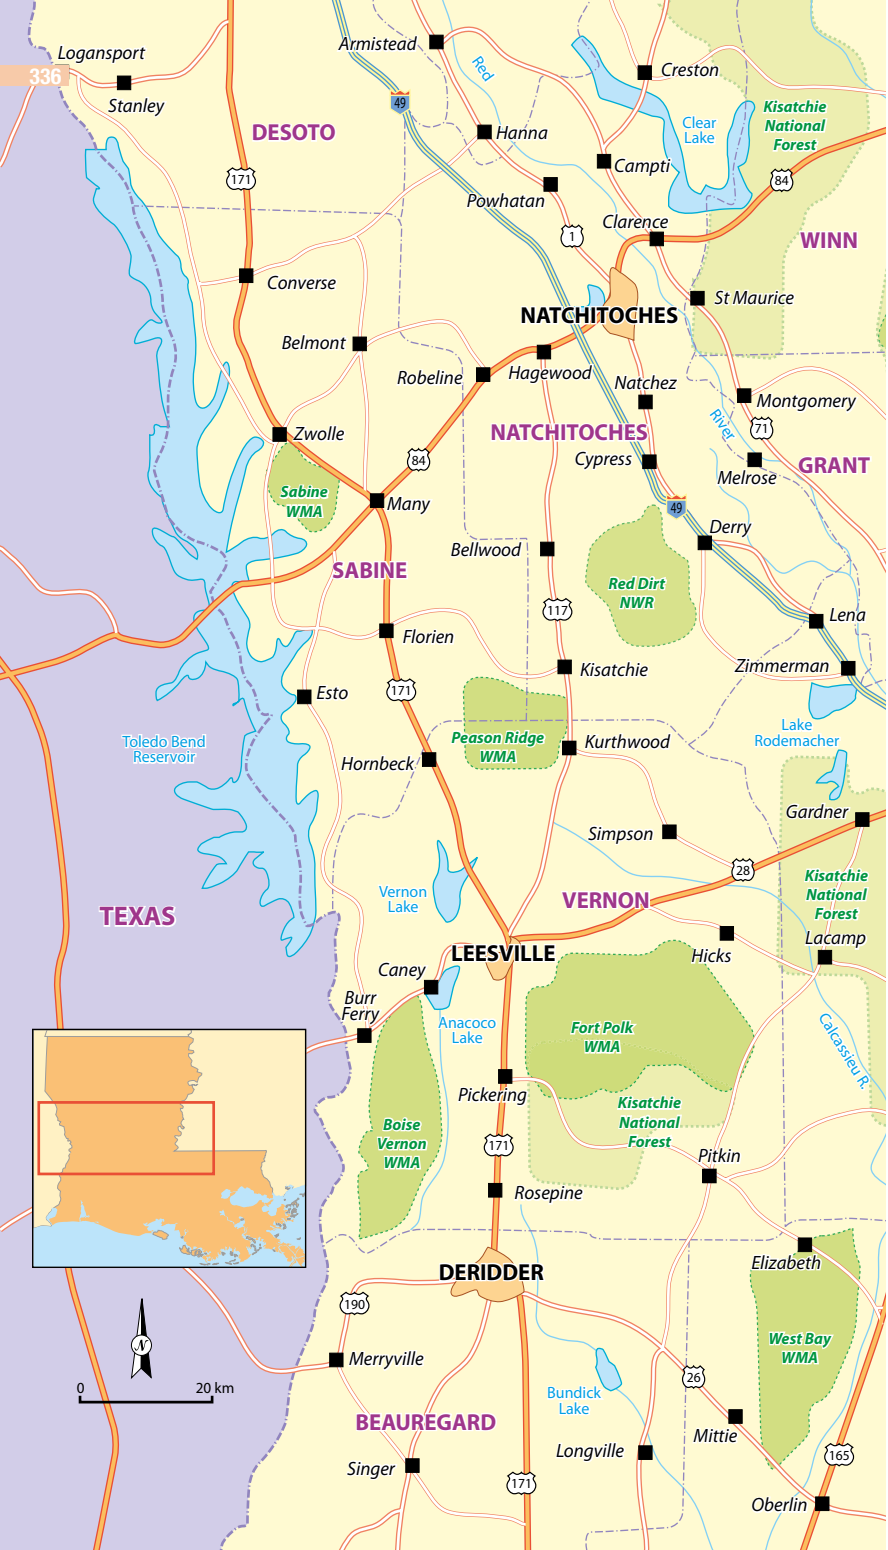 Logansport
336
Stanley
Armistead
Red
49
Creston
DESOTO
Hanna
Clear
Lake
Kisatchie
National
Forest
Campti
171
Powhatan
84
Clarence
1
WINN
Converse
St Maurice
NATCHITOCHES
Belmont
Robeline
Hagewood
Natchez
Montgomery
River
71
Zwolle
NATCHITOCHES
84
Cypress
GRANT
Melrose
Sabine
WMA
Many
49
Derry
Bellwood
SABINE
Red Dirt
NWR
117
Lena
Florien
Kisatchie
Zimmerman
171
Esto
Toledo Bend
Reservoir
Peason Ridge
WMA
Kurthwood
Lake
Rodemacher
Hornbeck
Gardner
Simpson
28
Kisatchie
National
Forest
Vernon
Lake
VERNON
TEXAS
Hicks
Lacamp
LEESVILLE
Caney
Burr
Ferry
Anacoco
Lake
Fort Polk
WMA
Calcassieu R.
Pickering
Kisatchie
National
Forest
Boise
Vernon
WMA
171
Pitkin
Rosepine
Elizabeth
DERIDDER
190
N
West Bay
WMA
Merryville
26
0
20 km
Bundick
Lake
BEAUREGARD
Mittie
Longville
Singer
165
171
Oberlin